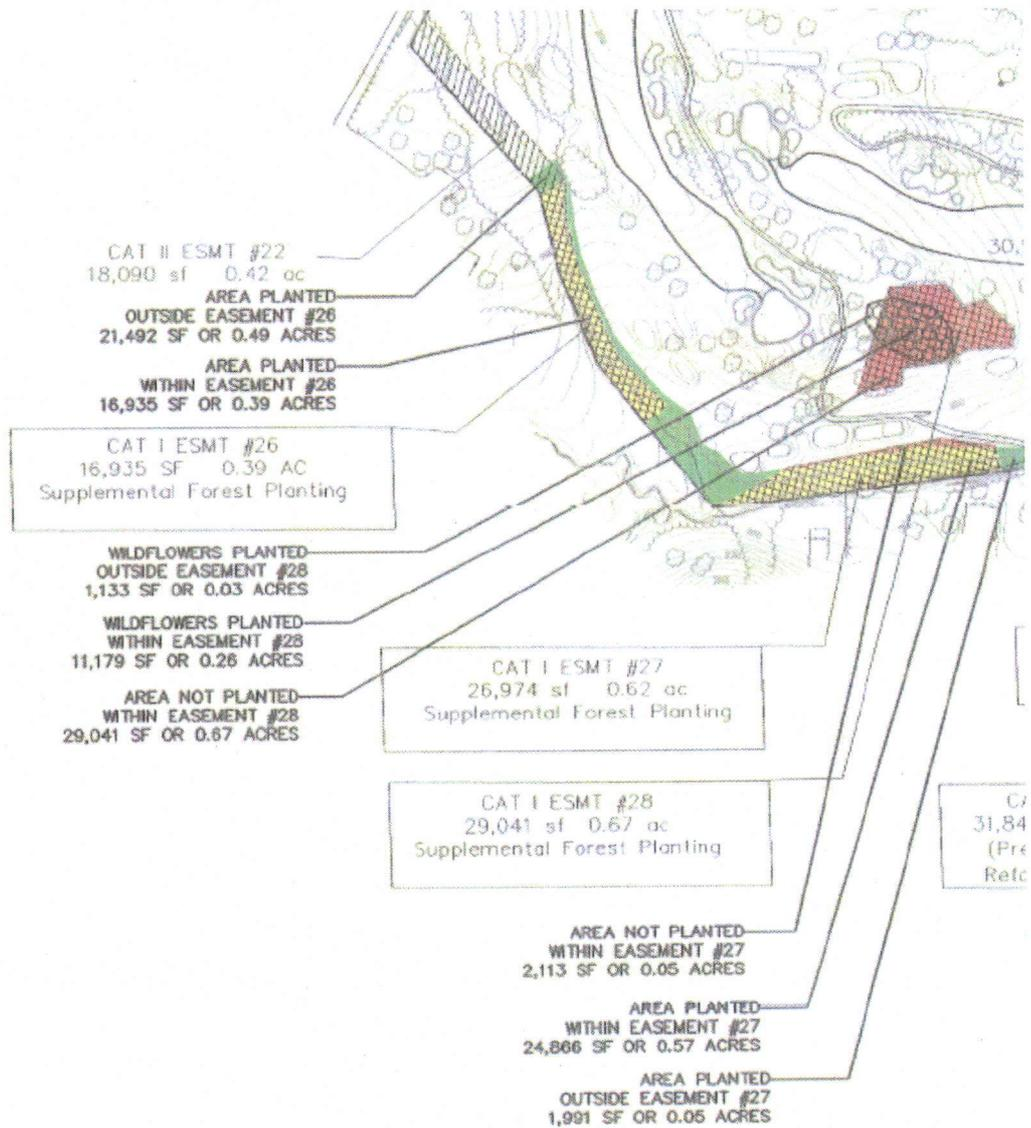 30,
CAT II ESMT #22
18,090 sf 0.42 ac
AREA PLANTED
OUTSIDE EASEMENT #26
21,492 SF OR 0.49 ACRES
AREA PLANTED
WITHIN EASEMENT #26
16,935 SF OR 0.39 ACRES
CAT I ESMT #26
16,935 SF 0.39 AC
Supplemental Forest Planting
WILDFLOWERS PLANTED
OUTSIDE EASEMENT #28
1,133 SF OR 0.03 ACRES
WILDFLOWERS PLANTED
WITHIN EASEMENT #28
11,179 SF OR 0.26 ACRES
AREA NOT PLANTED
WITHIN EASEMENT #28
29,041 SF OR 0.67 ACRES
CAT I ESMT #27
26,974 sf 0.62 ac
Supplemental Forest Planting
CAT I ESMT #28
29,041 sf 0.67 ac
Supplemental Forest Planting
CA
31,84
(Pre
Refo
AREA NOT PLANTED
WITHIN EASEMENT #27
2,113 SF OR 0.05 ACRES
AREA PLANTED
WITHIN EASEMENT #27
24,866 SF OR 0.57 ACRES
AREA PLANTED
OUTSIDE EASEMENT #27
1,991 SF OR 0.05 ACRES